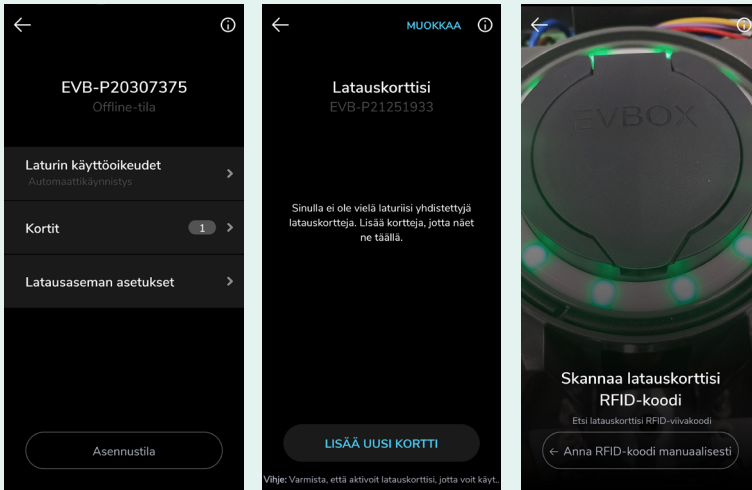 EVB-P20307375
Offline-tila
Laturin käyttöoikeudet
Automaattikäynnistys
Kortit
1
Latausaseman asetukset
Asennustila
MUOKKAA
Latauskorttisi
EVB-P21251933
Sinulla ei ole vielä laturiisi yhdistettyjä
latauskortteja. Lisää kortteja, jotta näet
ne täällä.
LISÄÄ UUSI KORTTI
Vihje: Varmista, että aktivoit latauskorttisi, jotta voit käyt..
EVBOX
Skannaa latauskorttisi
RFID-koodi
Etsi latauskorttisi RFID-viivakoodi
← Anna RFID-koodi manuaalisesti